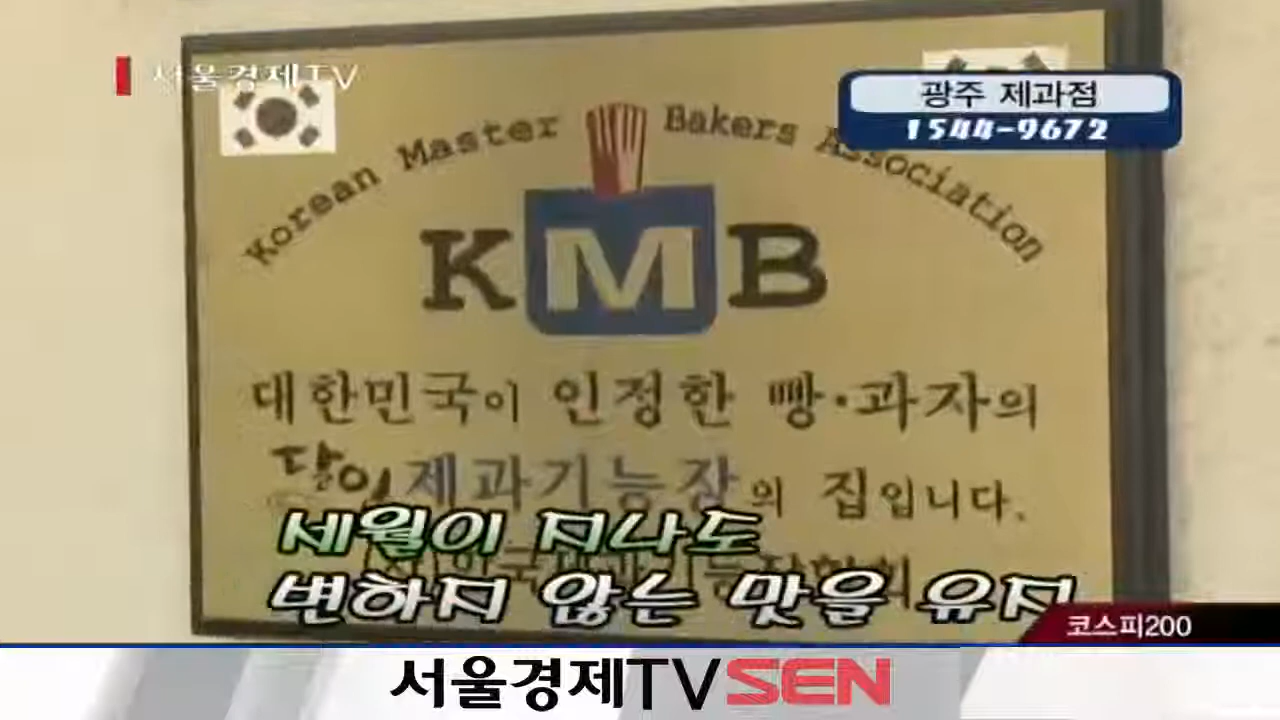 서울경제TV
광주 제과점
1544-9672
Korean Master Bakers Association
KMB
대한민국이 인정한 빵·과자의
달인 제과기능장의 집입니다.
세월이 지나도
변하지 않는 맛을 유지
코스피200
서울경제TV SEN